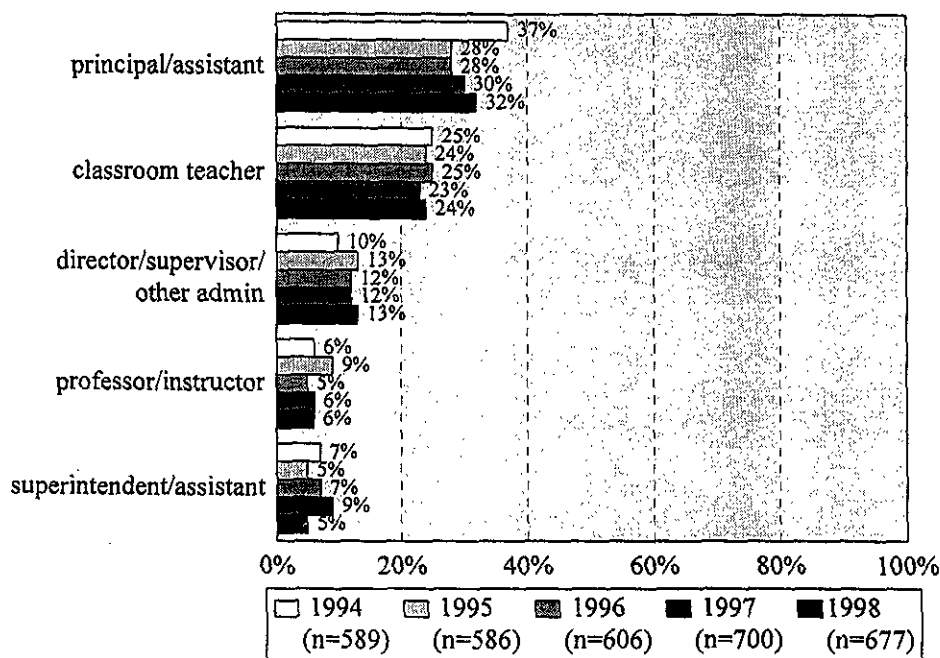 principal/assistant
37%
28%
28%
30%
32%
classroom teacher
25%
24%
25%
23%
24%
director/supervisor/
other admin
10%
13%
12%
12%
13%
professor/instructor
6%
9%
5%
6%
6%
superintendent/assistant
7%
5%
7%
9%
5%
0% 20% 40% 60% 80% 100%
1994 1995 1996 1997 1998
(n=589) (n=586) (n=606) (n=700) (n=677)